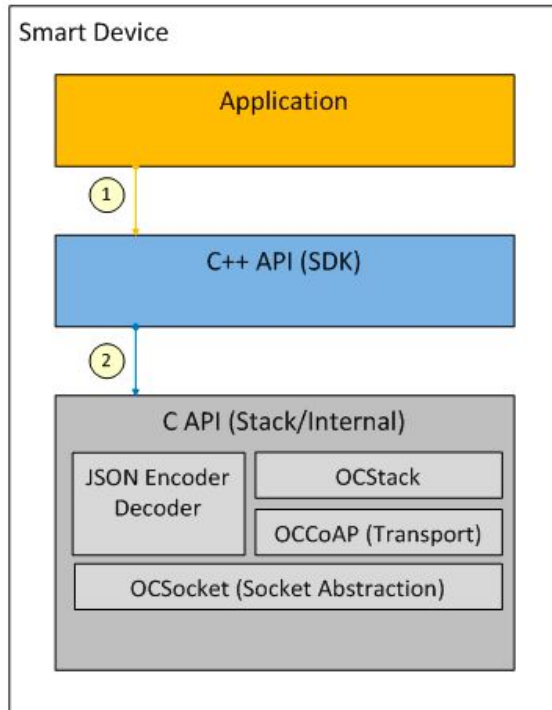 Smart Device
Application
1
C++ API (SDK)
2
C API (Stack/Internal)
JSON Encoder
Decoder
OCStack
OCCoAP (Transport)
OCSocket (Socket Abstraction)